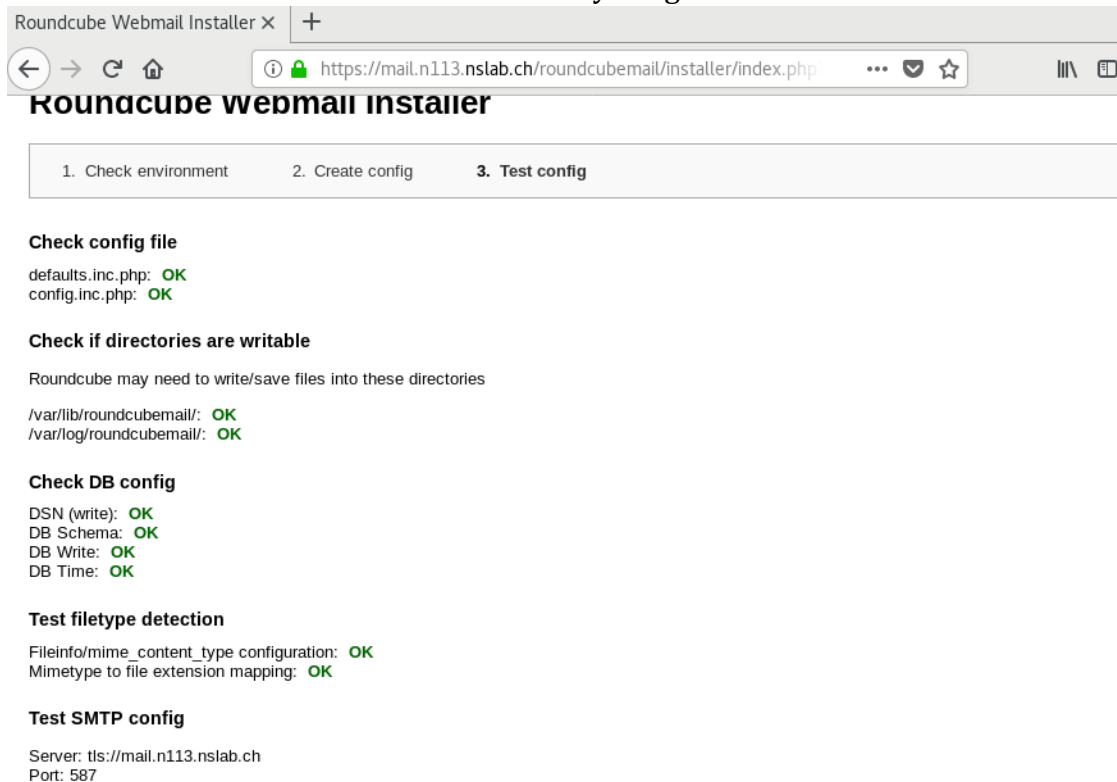 Roundcube Webmail Installer
https://mail.n113.nslab.ch/roundcubemail/installer/index.php
Roundcube Webmail Installer
1. Check environment 2. Create config 3. Test config
Check config file
defaults.inc.php: OK
config.inc.php: OK
Check if directories are writable
Roundcube may need to write/save files into these directories
/var/lib/roundcubemail/: OK
/var/log/roundcubemail/: OK
Check DB config
DSN (write): OK
DB Schema: OK
DB Write: OK
DB Time: OK
Test filetype detection
Fileinfo/mime_content_type configuration: OK
Mimetype to file extension mapping: OK
Test SMTP config
Server: tls://mail.n113.nslab.ch
Port: 587